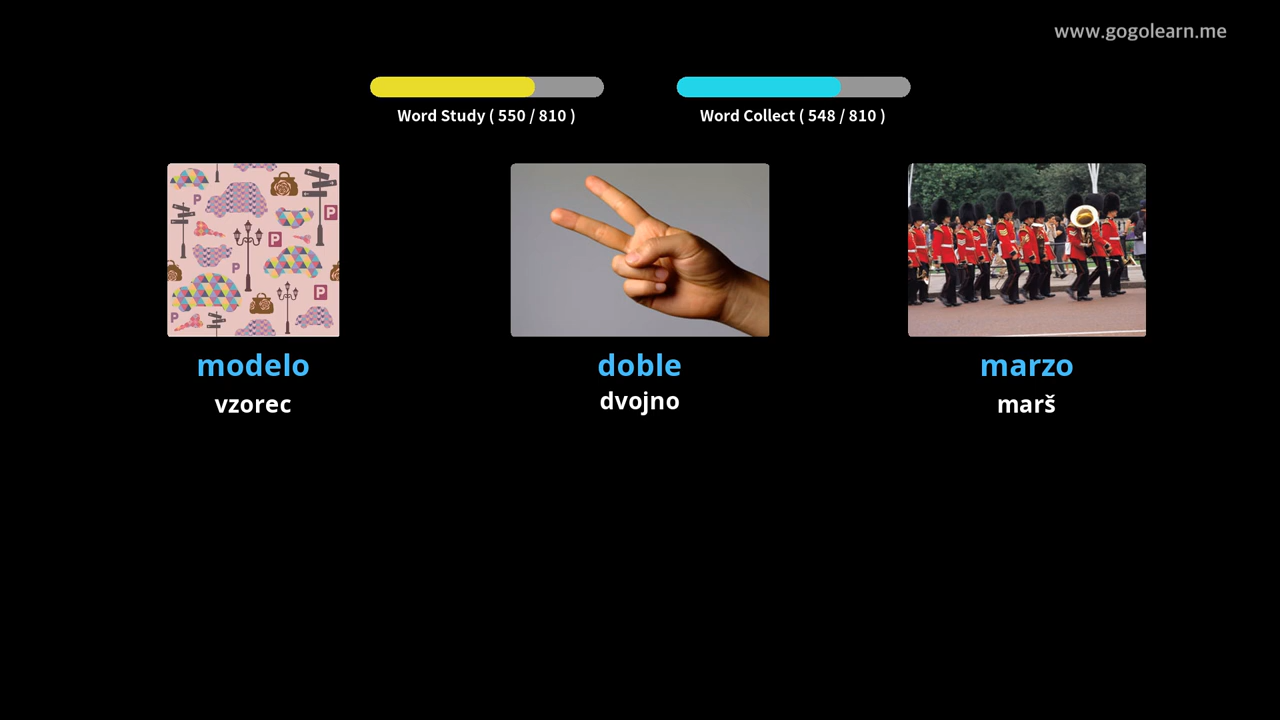 www.gogolearn.me
Word Study ( 550 / 810 )
Word Collect ( 548 / 810 )
P
P
P
P
P
P
modelo
vzorec
doble
dvojno
marzo
marš